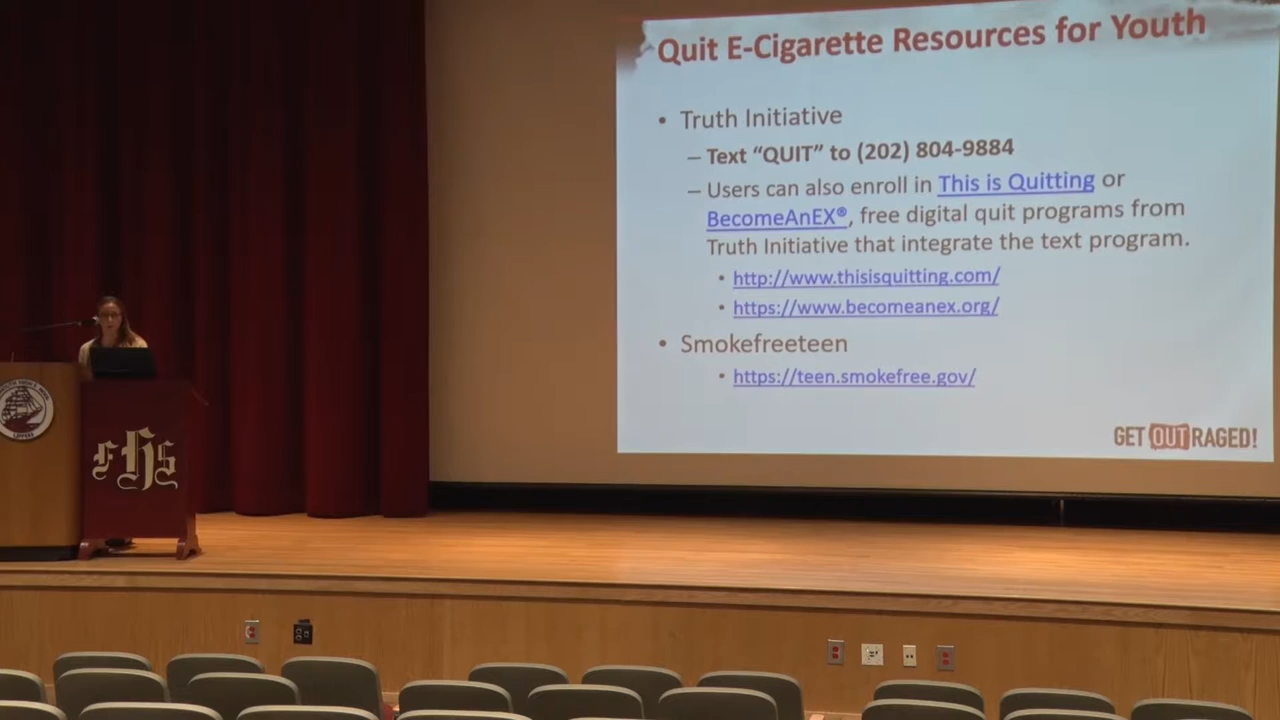 Quit E-Cigarette Resources for Youth
• Truth Initiative
– Text “QUIT” to (202) 804-9884
– Users can also enroll in This is Quitting or
BecomeAnEX®, free digital quit programs from
Truth Initiative that integrate the text program.
• http://www.thisisquitting.com/
• https://www.becomeanex.org/
• Smokefreeteen
• https://teen.smokefree.gov/
GET OUTRAGED!
FHS
CLIPPERS